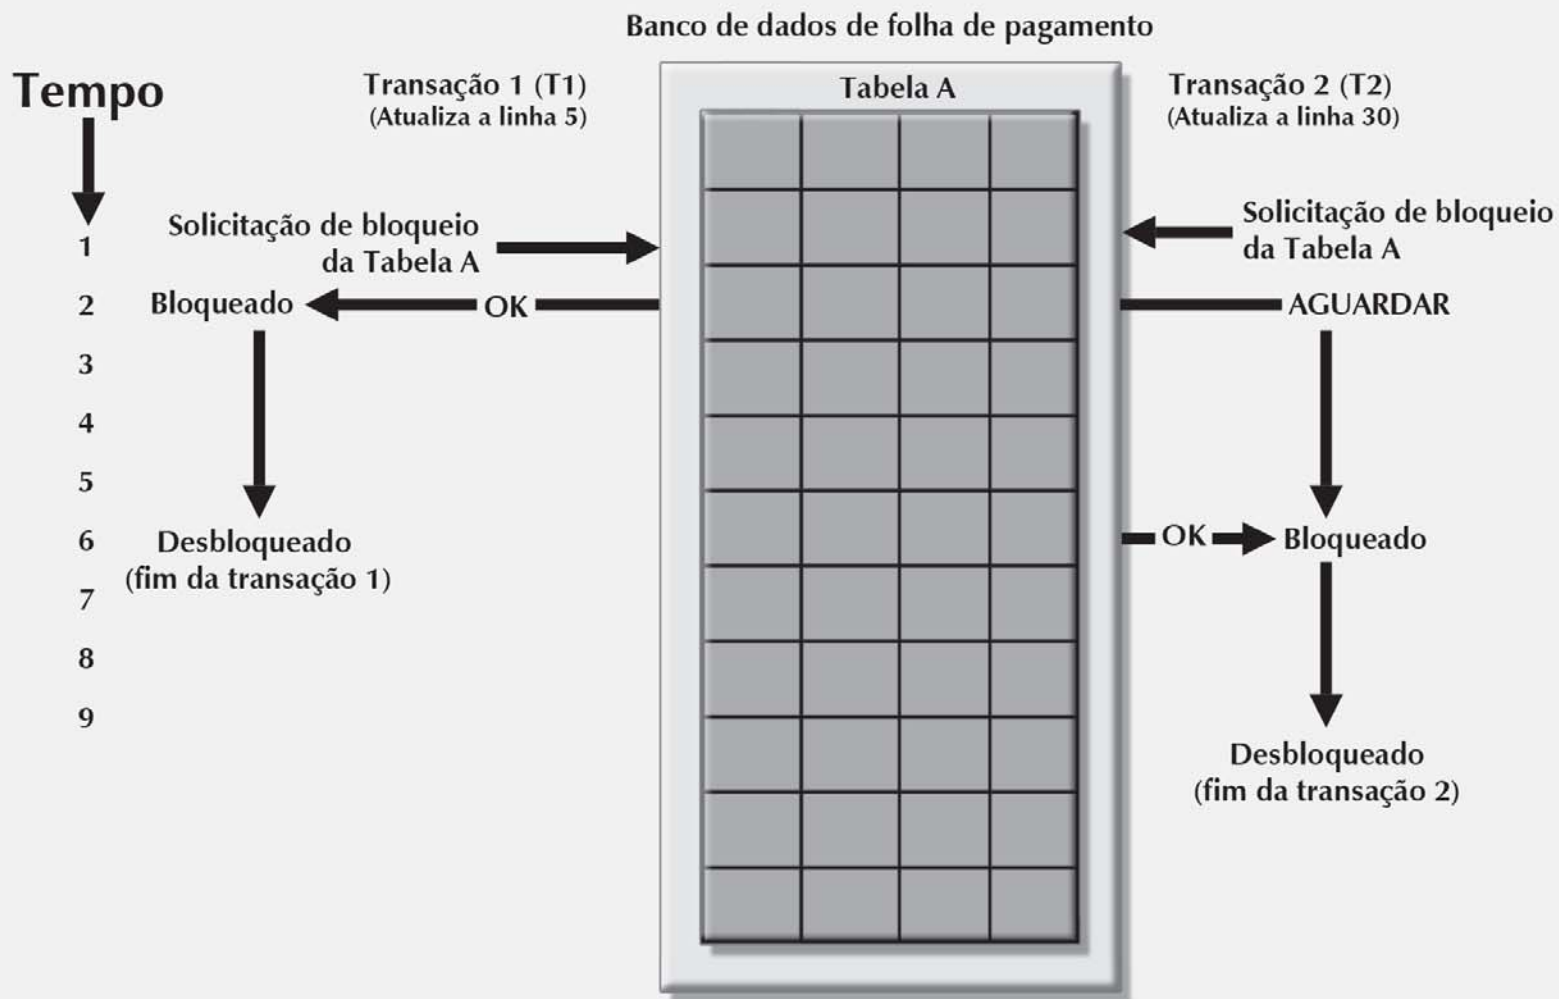 Banco de dados de folha de pagamento
Tempo
Transação 1 (T1)
(Atualiza a linha 5)
Tabela A
Transação 2 (T2)
(Atualiza a linha 30)
1
Solicitação de bloqueio
da Tabela A
Solicitação de bloqueio
da Tabela A
2
Bloqueado
OK
AGUARDAR
3
4
5
6
Desbloqueado
(fim da transação 1)
OK
Bloqueado
7
8
9
Desbloqueado
(fim da transação 2)